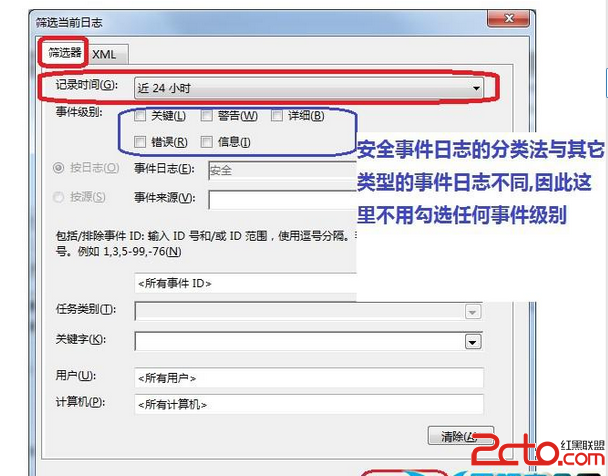 筛选当前日志
筛选器 XML
记录时间(G): 近 24 小时
事件级别: 关键(L) 警告(W) 详细(B)
错误(R) 信息(I)
安全事件日志的分类法与其它
类型的事件日志不同,因此这
里不用勾选任何事件级别
按日志(O) 事件日志(E): 安全
按源(S) 事件来源(V):
包括/排除事件 ID: 输入 ID 号和/或 ID 范围，使用逗号分隔。
号。例如 1,3,5-99,-76(N)
<所有事件 ID>
任务类别(T):
关键字(K):
用户(U): <所有用户>
计算机(P): <所有计算机>
清除(A)
2cto.com
红黑联盟